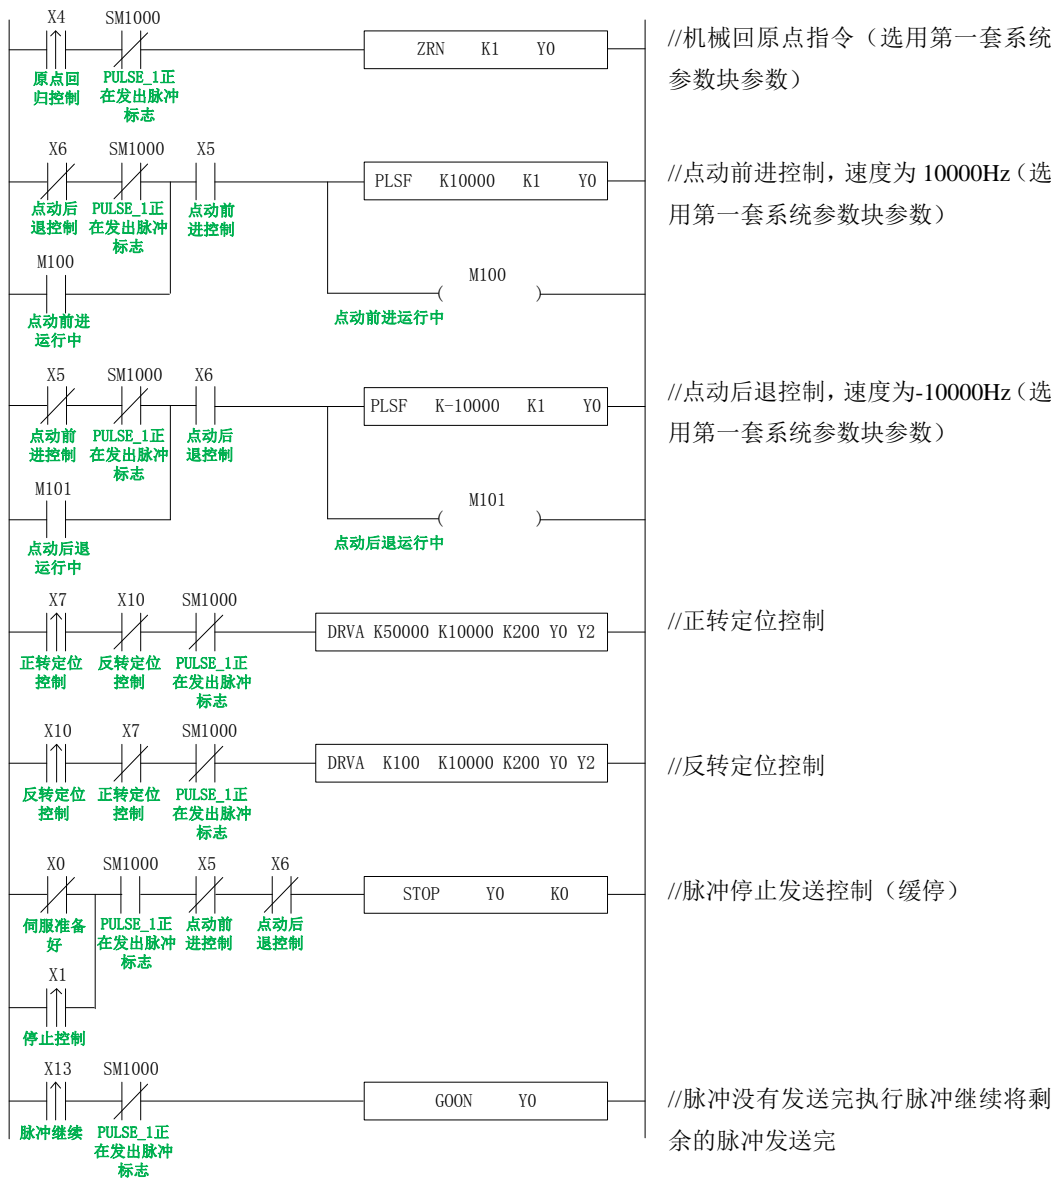 X4 SM1000
ZRN K1 Y0
原点回
归控制
PULSE_1正
在发出脉冲
标志
//机械回原点指令（选用第一套系统
参数块参数）
X6 SM1000 X5
PLSF K10000 K1 Y0
点动后
退控制
PULSE_1正
在发出脉冲
标志
点动前
进控制
//点动前进控制，速度为 10000Hz（选
用第一套系统参数块参数）
M100
点动前进
运行中
M100
( )
点动前进运行中
X5 SM1000 X6
PLSF K-10000 K1 Y0
点动前
进控制
PULSE_1正
在发出脉冲
标志
点动后
退控制
//点动后退控制，速度为-10000Hz（选
用第一套系统参数块参数）
M101
点动后退
运行中
M101
( )
点动后退运行中
X7 X10 SM1000
DRVA K50000 K10000 K200 Y0 Y2
正转定位
控制
反转定位
控制
PULSE_1正
在发出脉冲
标志
//正转定位控制
X10 X7 SM1000
DRVA K100 K10000 K200 Y0 Y2
反转定位
控制
正转定位
控制
PULSE_1正
在发出脉冲
标志
//反转定位控制
X0 SM1000 X5 X6
STOP Y0 K0
伺服准备
好
PULSE_1正
在发出脉冲
标志
点动前
进控制
点动后
退控制
//脉冲停止发送控制（缓停）
X1
停止控制
X13 SM1000
GOON Y0
脉冲继续
PULSE_1正
在发出脉冲
标志
//脉冲没有发送完执行脉冲继续将剩
余的脉冲发送完